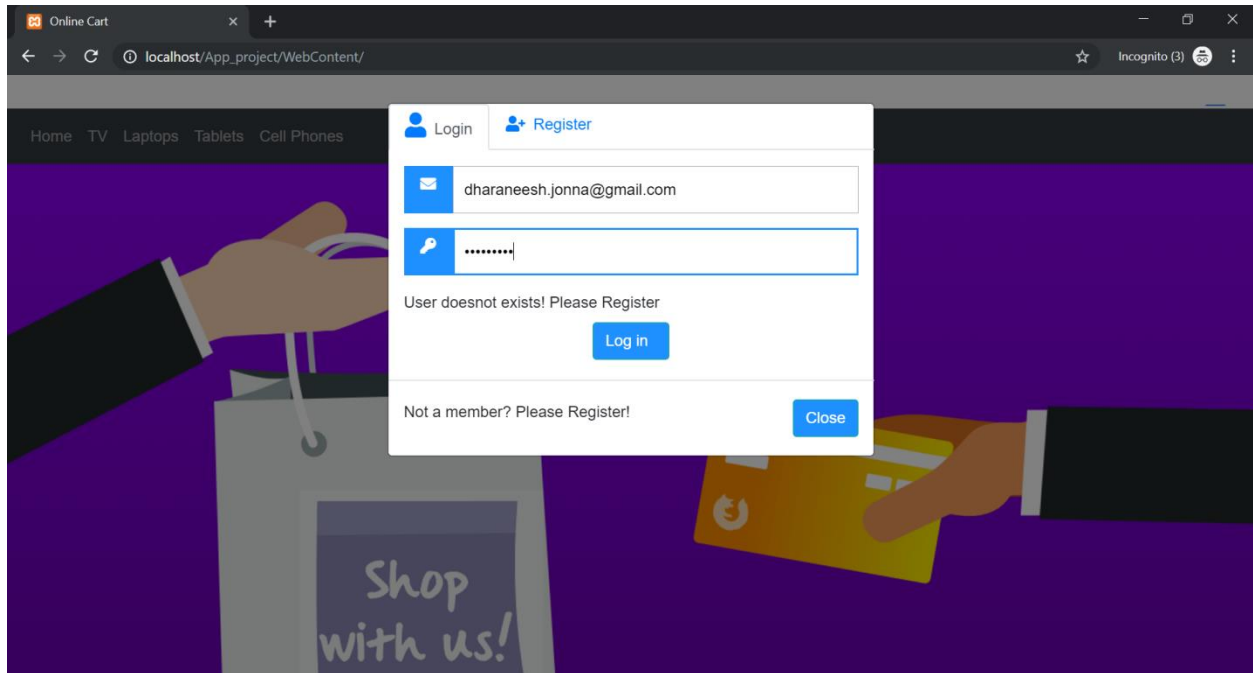 Online Cart
localhost/App_project/WebContent/
Incognito (3)
Home TV Laptops Tablets Cell Phones
Login Register
dharaneesh.jonna@gmail.com
•••••••••
User doesnot exists! Please Register
Log in
Not a member? Please Register!
Close
Shop
with us!